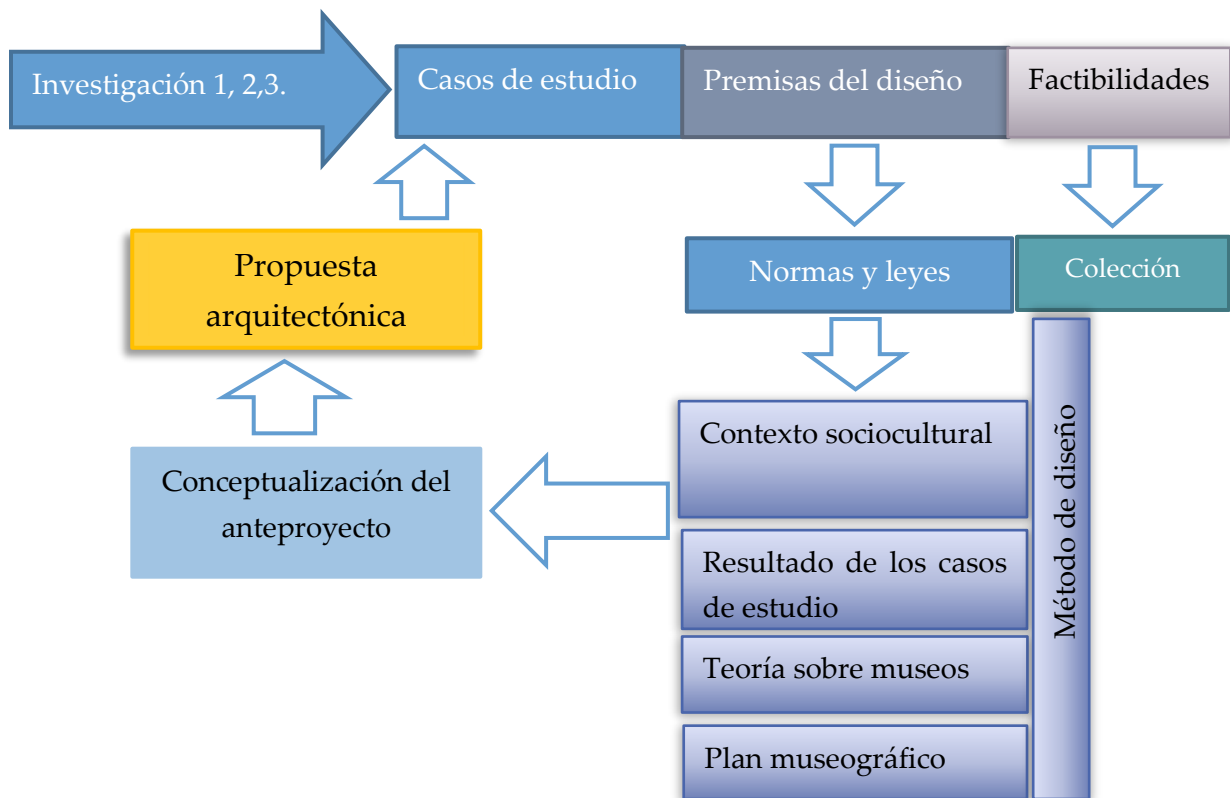 Investigación 1, 2,3.
Casos de estudio
Premisas del diseño
Factibilidades
Propuesta
arquitectónica
Normas y leyes
Colección
Contexto sociocultural
Método de diseño
Conceptualización del
anteproyecto
Resultado de los casos
de estudio
Teoría sobre museos
Plan museográfico